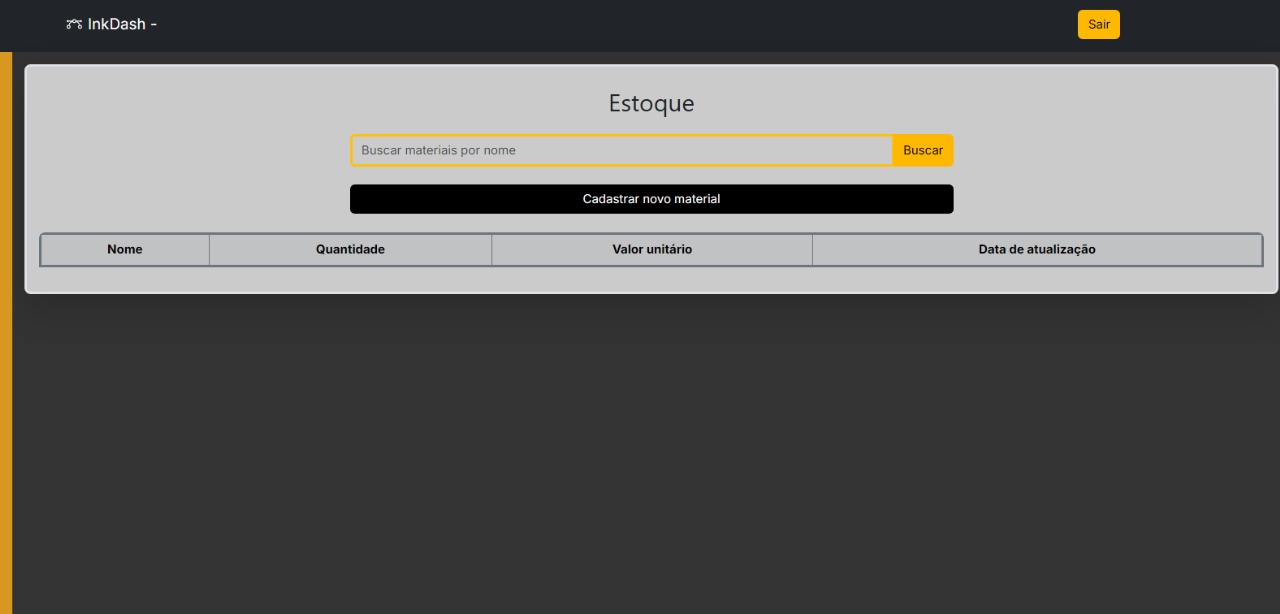 InkDash -
Sair
Estoque
Buscar materiais por nome
Buscar
Cadastrar novo material
Nome Quantidade Valor unitário Data de atualização